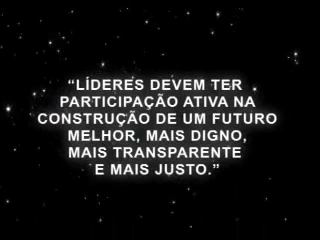 “LÍDERES DEVEM TER
PARTICIPAÇÃO ATIVA NA
CONSTRUÇÃO DE UM FUTURO
MELHOR, MAIS DIGNO,
MAIS TRANSPARENTE
E MAIS JUSTO.”